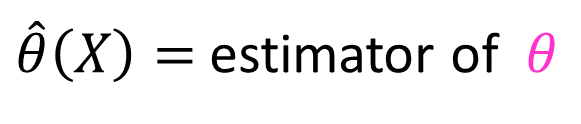 θ̂(X) = estimator of θ